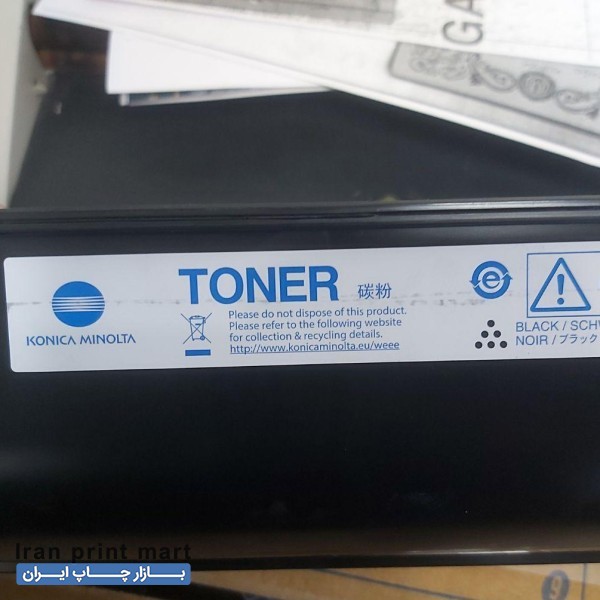 GA
TONER 碳粉
KONICA MINOLTA
Please do not dispose of this product.
Please refer to the following website
for collection & recycling details.
http://www.konicaminolta.eu/weee
e
BLACK / SCHW
NOIR / ブラック
Iran print mart
بازار چاپ ایران